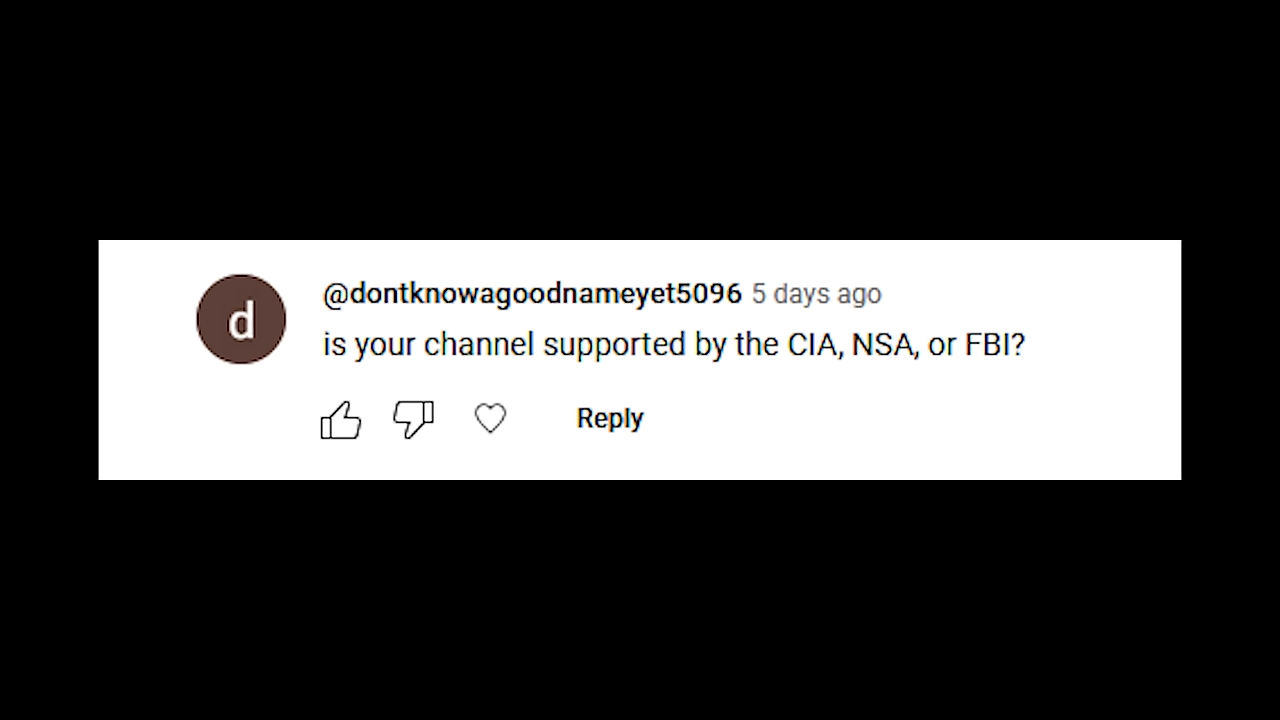 d
@dontknowagoodnameyet5096 5 days ago
is your channel supported by the CIA, NSA, or FBI?
Reply